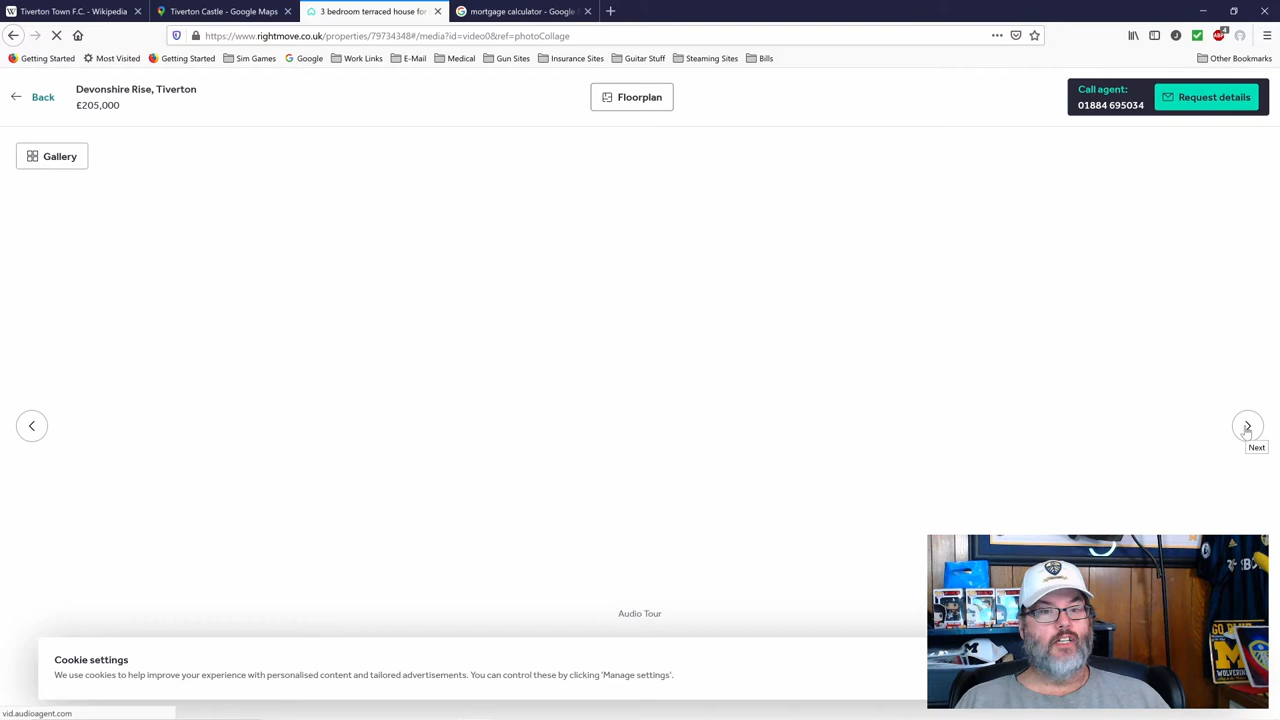 Tiverton Town F.C. - Wikipedia
Tiverton Castle - Google Maps
3 bedroom terraced house for
mortgage calculator - Google
https://www.rightmove.co.uk/properties/79734348#/media?id=video0&ref=photoCollage
4
ABP
Getting Started
Most Visited
Getting Started
Sim Games
Google
Work Links
E-Mail
Medical
Gun Sites
Insurance Sites
Guitar Stuff
Steaming Sites
Bills
Other Bookmarks
Back
Devonshire Rise, Tiverton
£205,000
Floorplan
Call agent:
01884 695034
Request details
Gallery
Next
Audio Tour
Cookie settings
We use cookies to help improve your experience with personalised content and tailored advertisements. You can control these by clicking 'Manage settings'.
vid.audioagent.com
GO BLUE
M
M